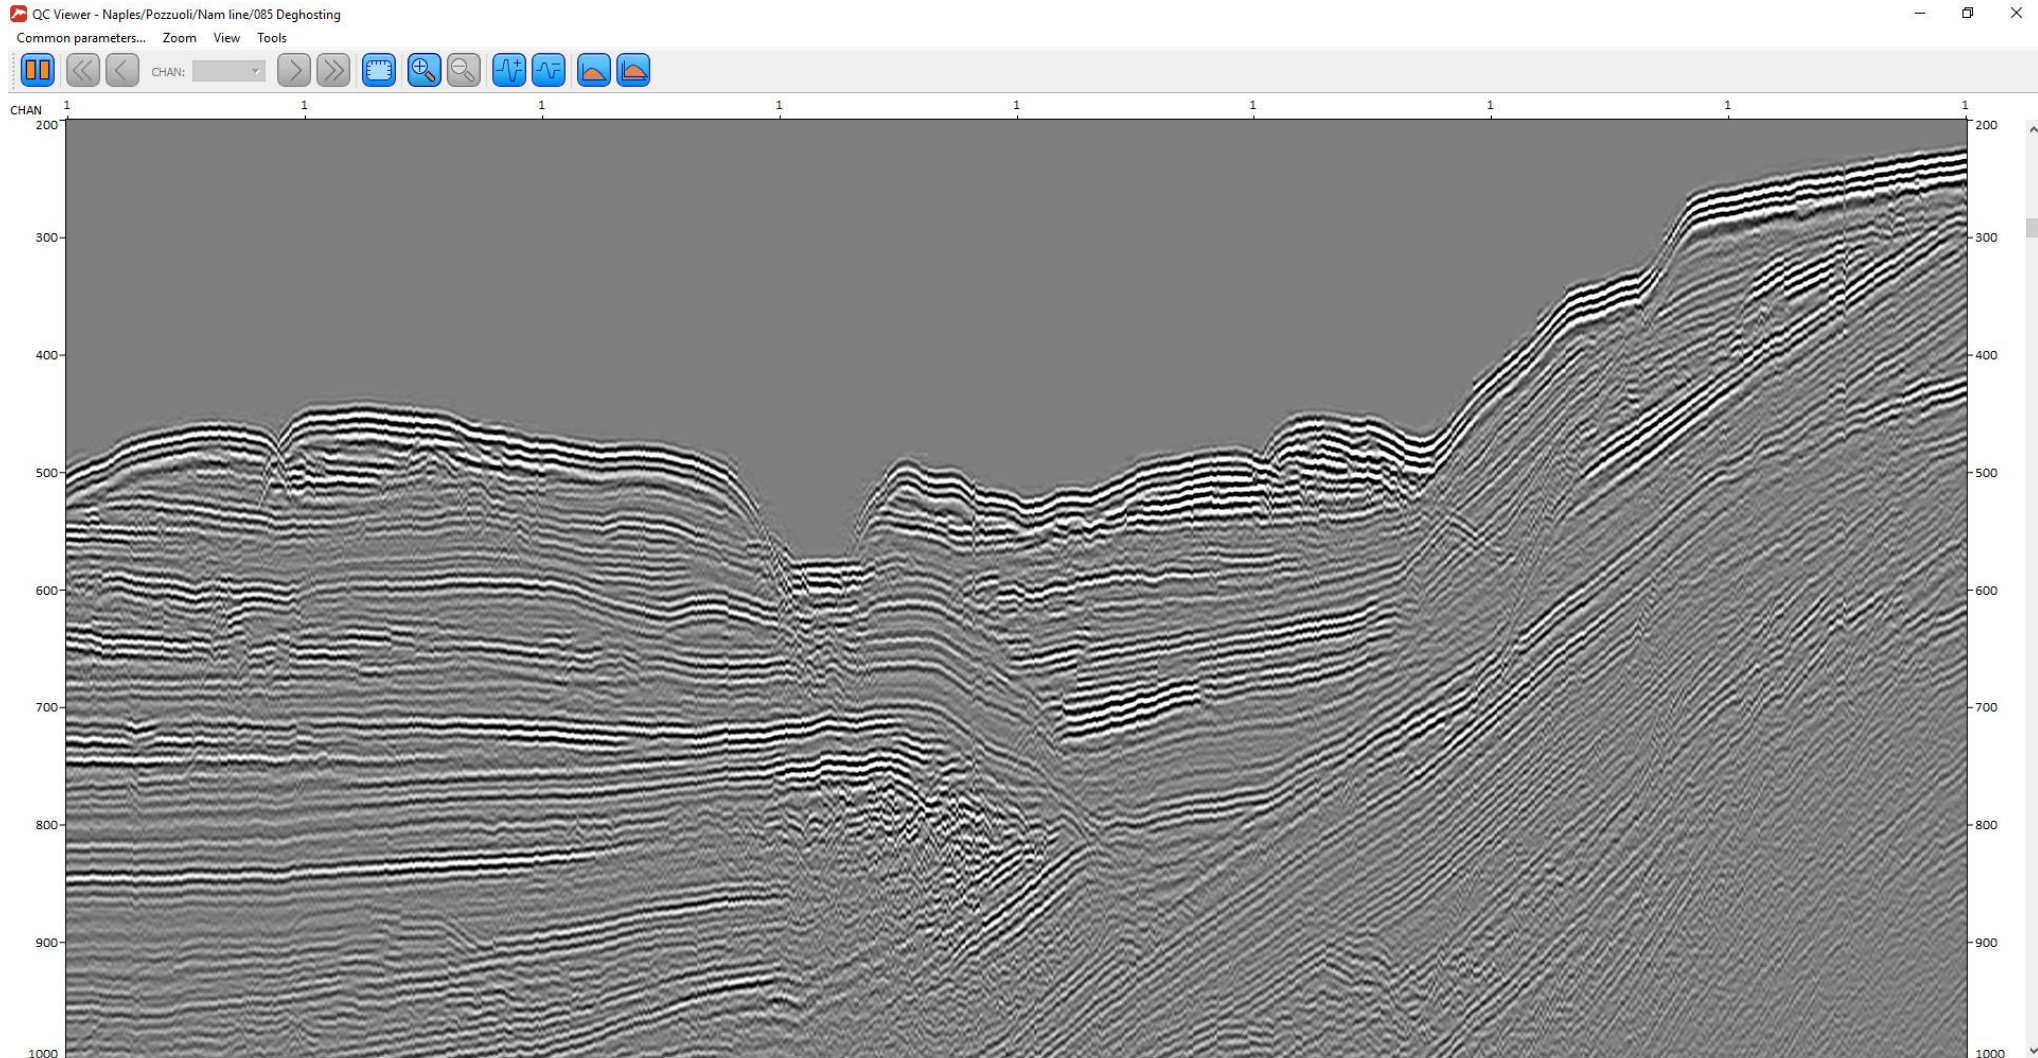 QC Viewer - Naples/Pozzuoli/Nam line/085 Deghosting
Common parameters... Zoom View Tools
CHAN:
CHAN 1 1 1 1 1 1 1 1 1
200 200
300 300
400 400
500 500
600 600
700 700
800 800
900 900
1000 1000